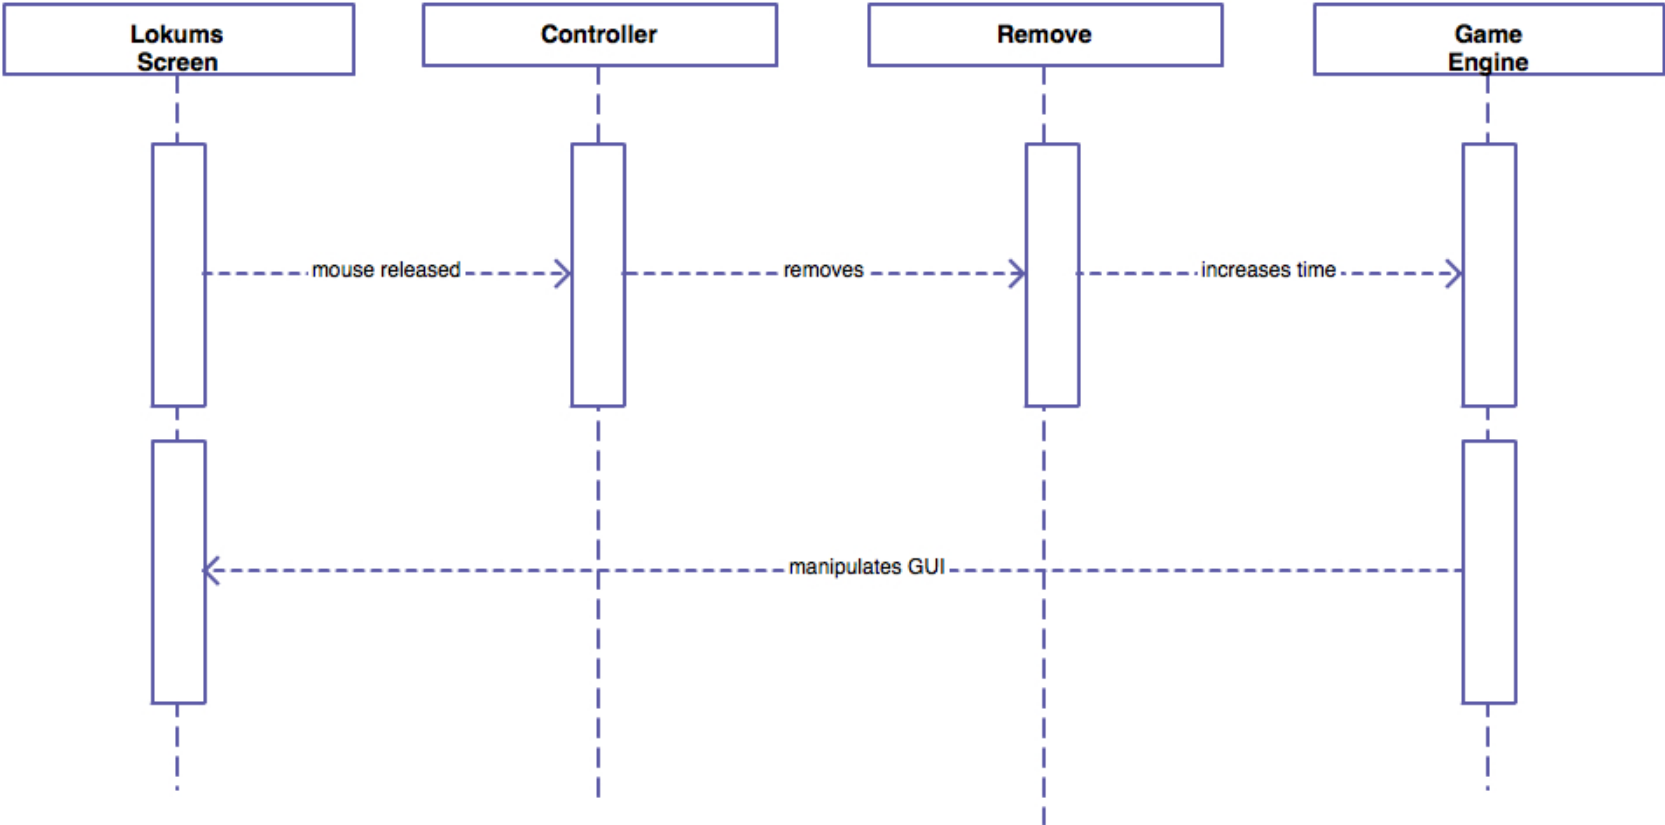 Lokums
Screen
Controller
Remove
Game
Engine
mouse released
removes
increases time
manipulates GUI